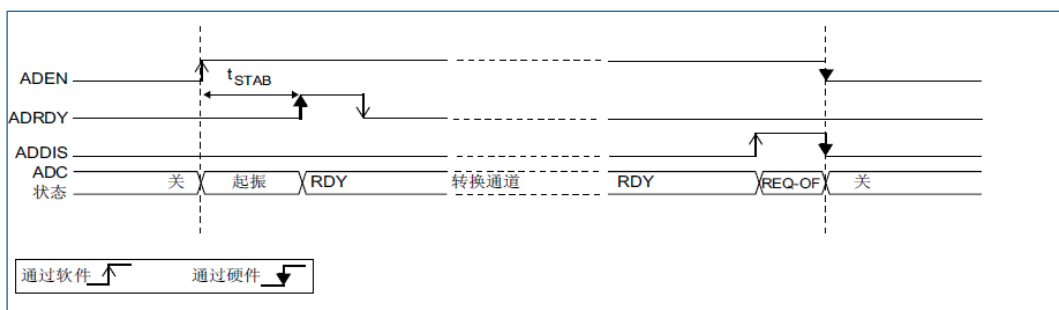 ADEN
tSTAB
ADRDY
ADDIS
ADC
状态
关 起振 RDY 转换通道 RDY REQ-OF 关
通过软件 通过硬件